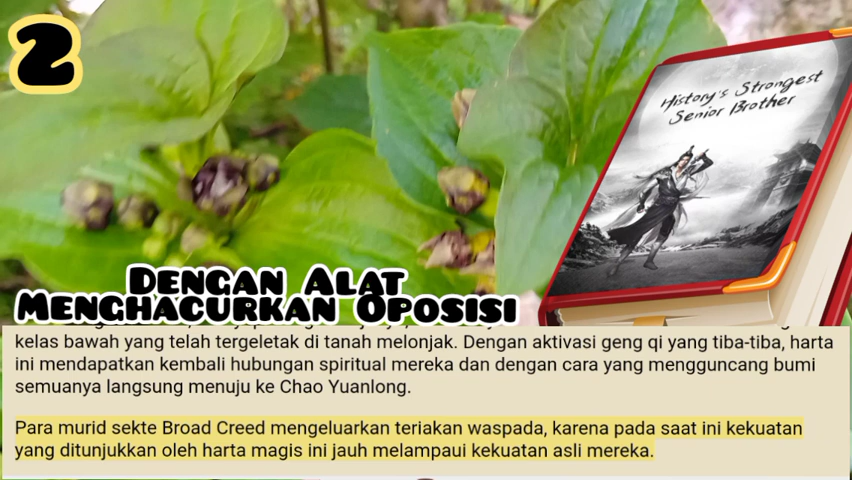 2
History's Strongest
Senior Brother
DENGAN ALAT
MENGHACURKAN OPOSISI
kelas bawah yang telah tergeletak di tanah melonjak. Dengan aktivasi geng qi yang tiba-tiba, harta
ini mendapatkan kembali hubungan spiritual mereka dan dengan cara yang mengguncang bumi
semuanya langsung menuju ke Chao Yuanlong.
Para murid sekte Broad Creed mengeluarkan teriakan waspada, karena pada saat ini kekuatan
yang ditunjukkan oleh harta magis ini jauh melampaui kekuatan asli mereka.